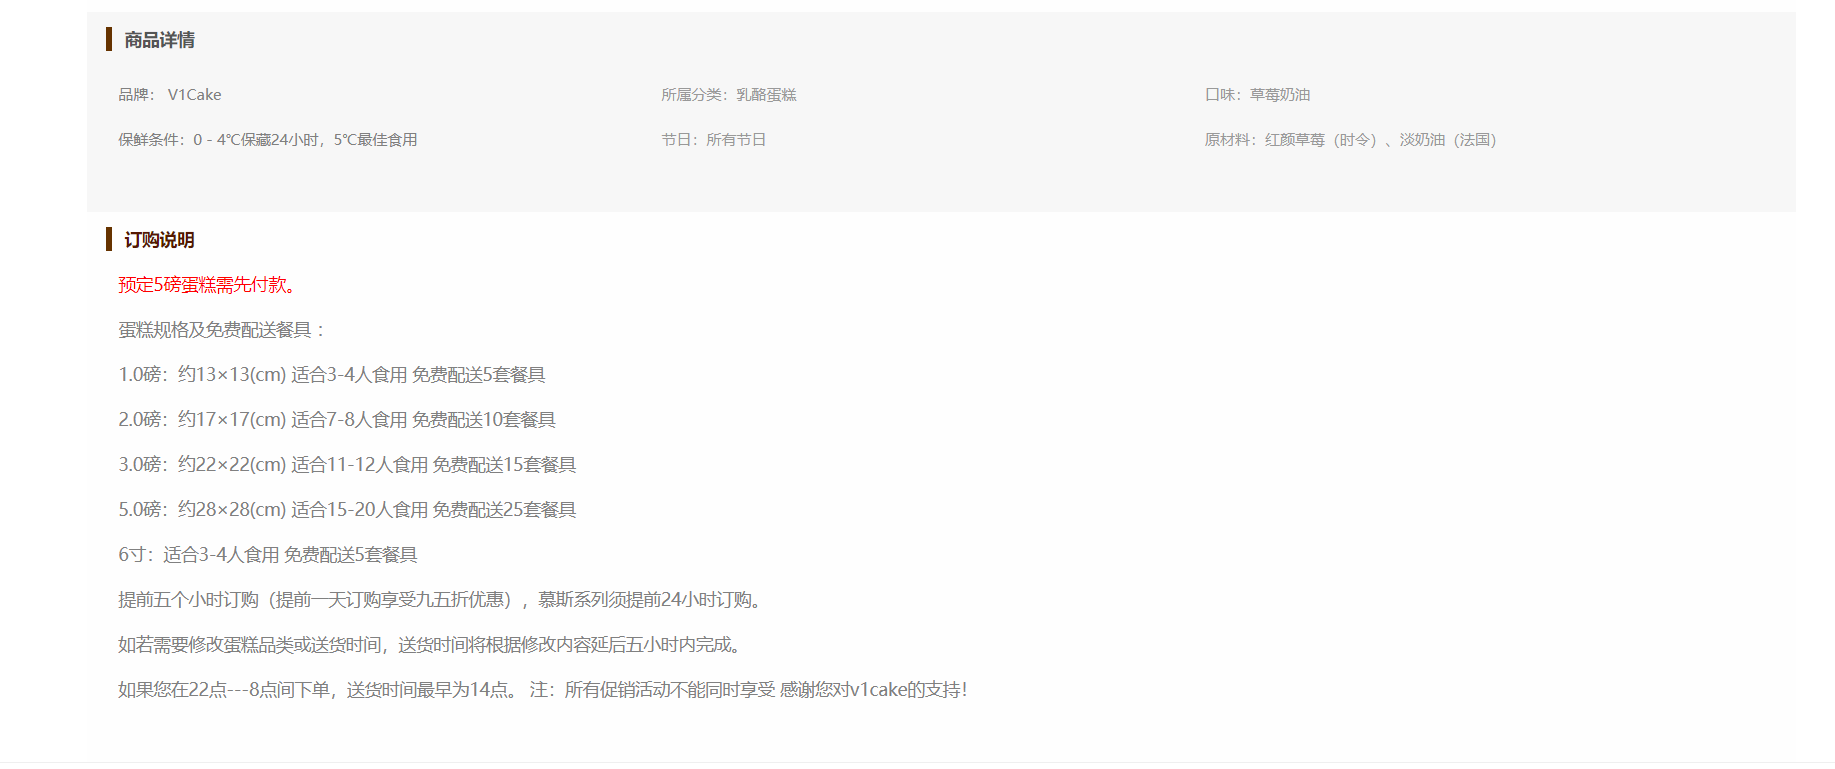 商品详情
品牌： V1Cake
所属分类：乳酪蛋糕
口味：草莓奶油
保鲜条件：0 - 4℃保藏24小时，5℃最佳食用
节日：所有节日
原材料：红颜草莓（时令）、淡奶油（法国）
订购说明
预定5磅蛋糕需先付款。
蛋糕规格及免费配送餐具 ：
1.0磅：约13×13(cm) 适合3-4人食用 免费配送5套餐具
2.0磅：约17×17(cm) 适合7-8人食用 免费配送10套餐具
3.0磅：约22×22(cm) 适合11-12人食用 免费配送15套餐具
5.0磅：约28×28(cm) 适合15-20人食用 免费配送25套餐具
6寸：适合3-4人食用 免费配送5套餐具
提前五个小时订购（提前一天订购享受九五折优惠），慕斯系列须提前24小时订购。
如若需要修改蛋糕品类或送货时间，送货时间将根据修改内容延后五小时内完成。
如果您在22点---8点间下单，送货时间最早为14点。 注：所有促销活动不能同时享受 感谢您对v1cake的支持！